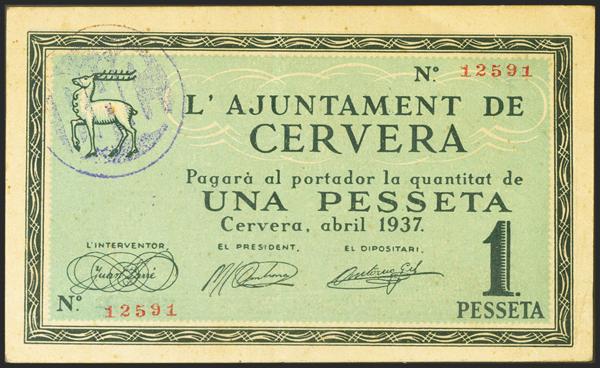 Nº 12591
L'AJUNTAMENT DE
CERVERA
Pagarà al portador la quantitat de
UNA PESSETA
Cervera, abril 1937.
L'INTERVENTOR, EL PRESIDENT, EL DIPOSITARI,
Nº 12591
1
PESSETA